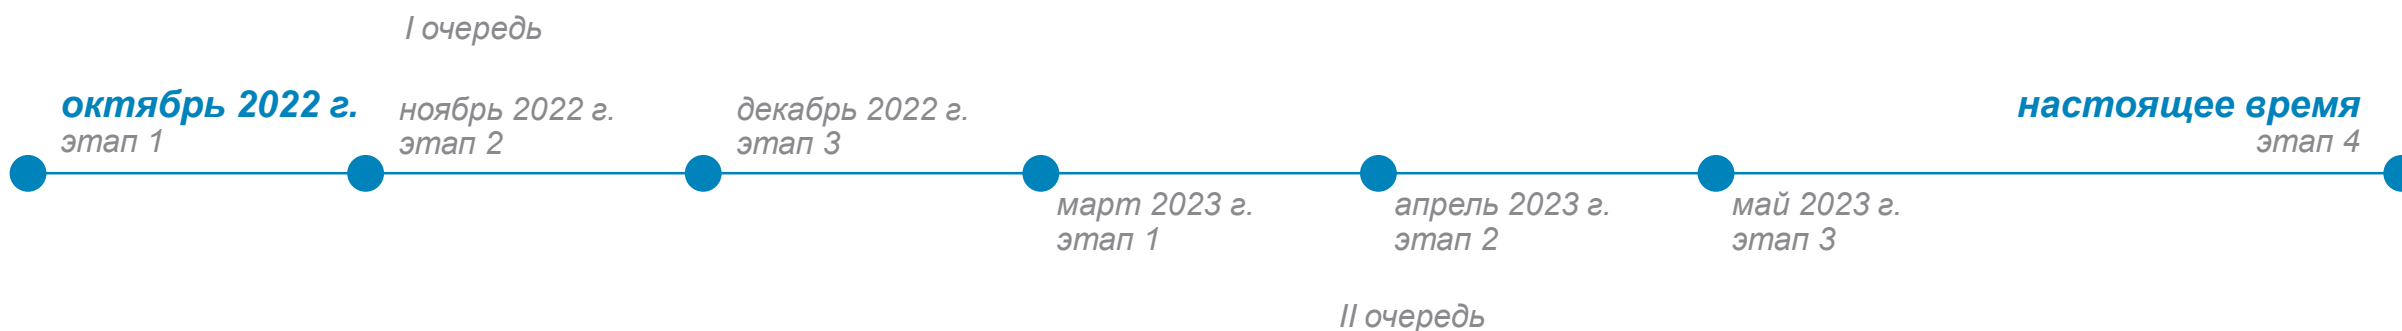 I очередь
октябрь 2022 г.
этап 1
ноябрь 2022 г.
этап 2
декабрь 2022 г.
этап 3
настоящее время
этап 4
март 2023 г.
этап 1
апрель 2023 г.
этап 2
май 2023 г.
этап 3
II очередь